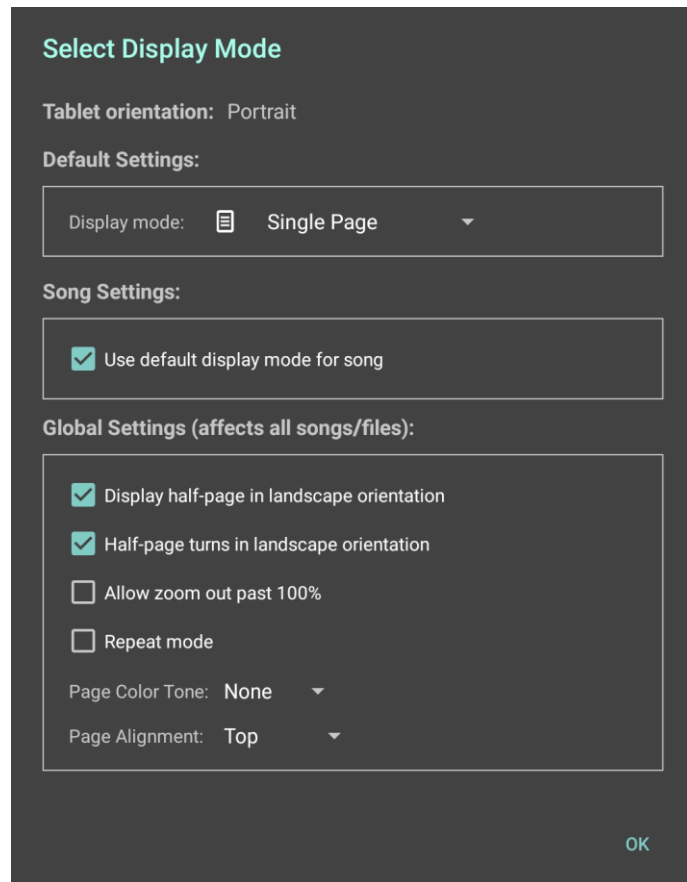 Select Display Mode
Tablet orientation: Portrait
Default Settings:
Display mode: Single Page
Song Settings:
Use default display mode for song
Global Settings (affects all songs/files):
Display half-page in landscape orientation
Half-page turns in landscape orientation
Allow zoom out past 100%
Repeat mode
Page Color Tone: None
Page Alignment: Top
OK